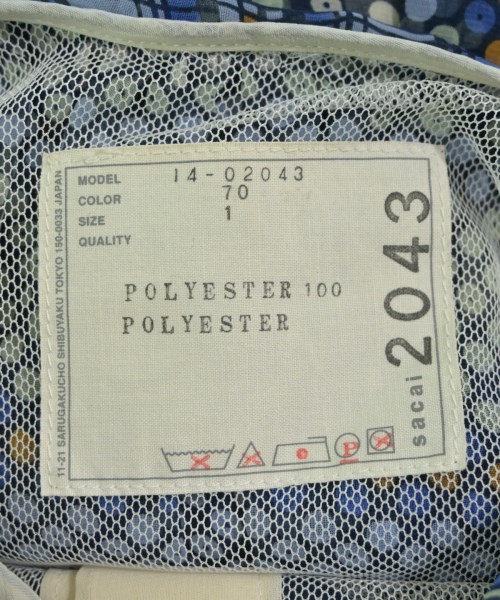 MODEL 14-02043
COLOR 70
SIZE 1
QUALITY
POLYESTER 100
POLYESTER
P
sacai 2043
11-21 SARUGAKUCHO SHIBUYAKU TOKYO 150-0033 JAPAN